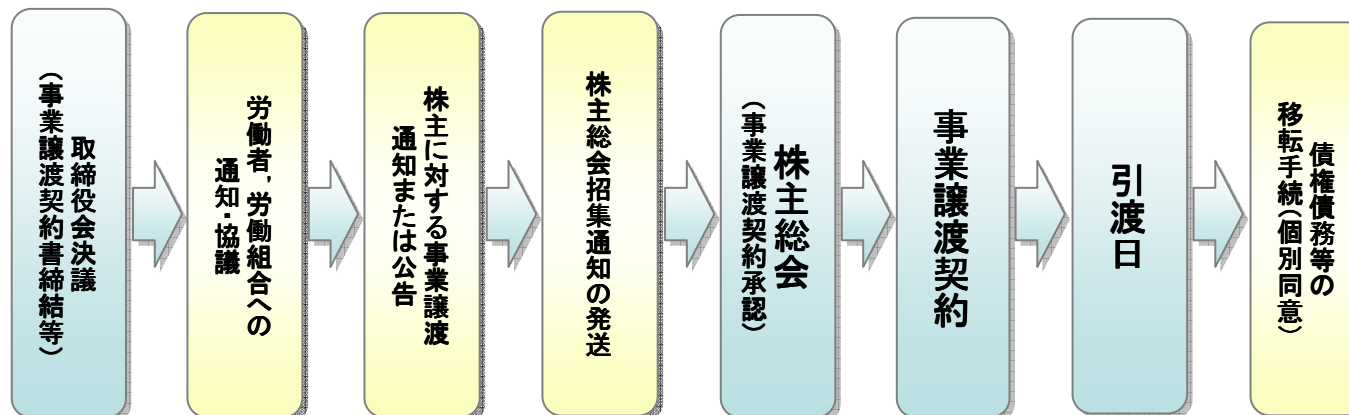 取締役会決議
(事業譲渡契約書締結等)
労働者,労働組合への
通知・協議
株主に対する事業譲渡
通知または公告
株主総会招集通知の発送
株主総会
(事業譲渡契約承認)
事業譲渡契約
引渡日
債権債務等の
移転手続(個別同意)